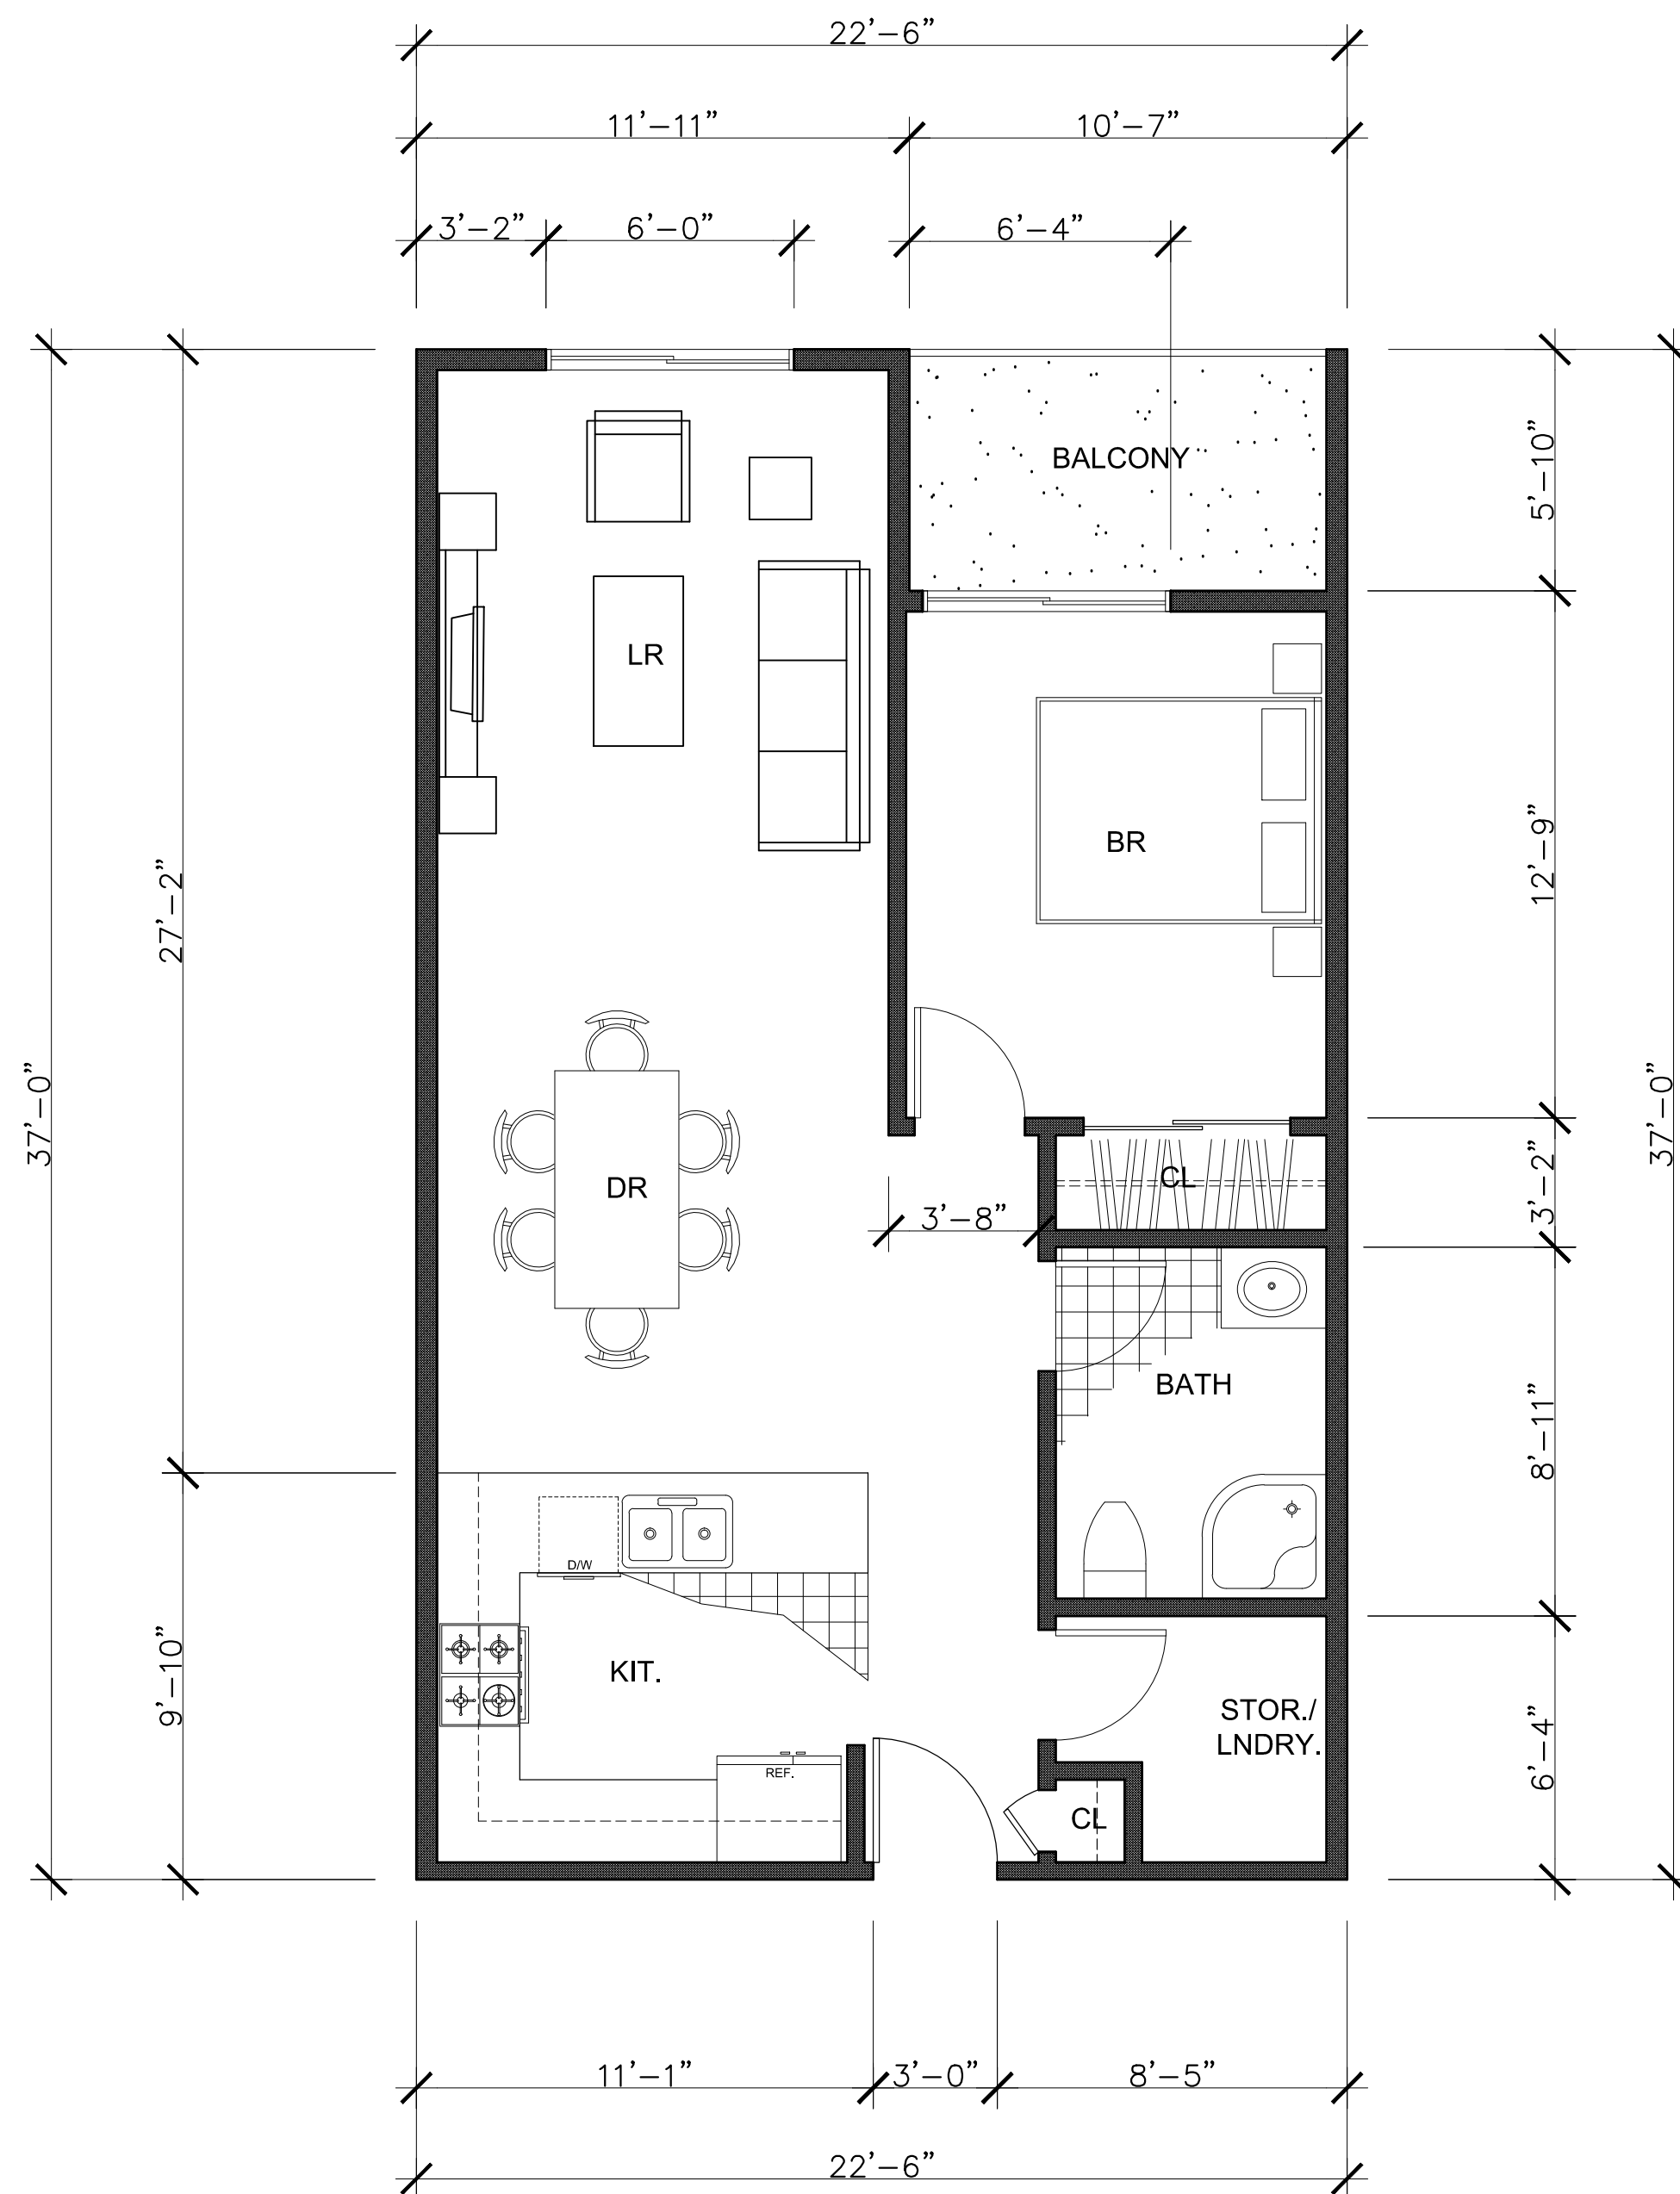 22'-6"
11'-11"
10'-7"
3'-2"
6'-0"
6'-4"
BALCONY
5'-10"
LR
BR
12'-9"
27'-2"
37'-0"
37'-0"
DR
CL
3'-2"
3'-8"
BATH
8'-11"
D/W
KIT.
9'-10"
STOR./
LNDRY.
REF.
CL
6'-4"
11'-1"
3'-0"
8'-5"
22'-6"